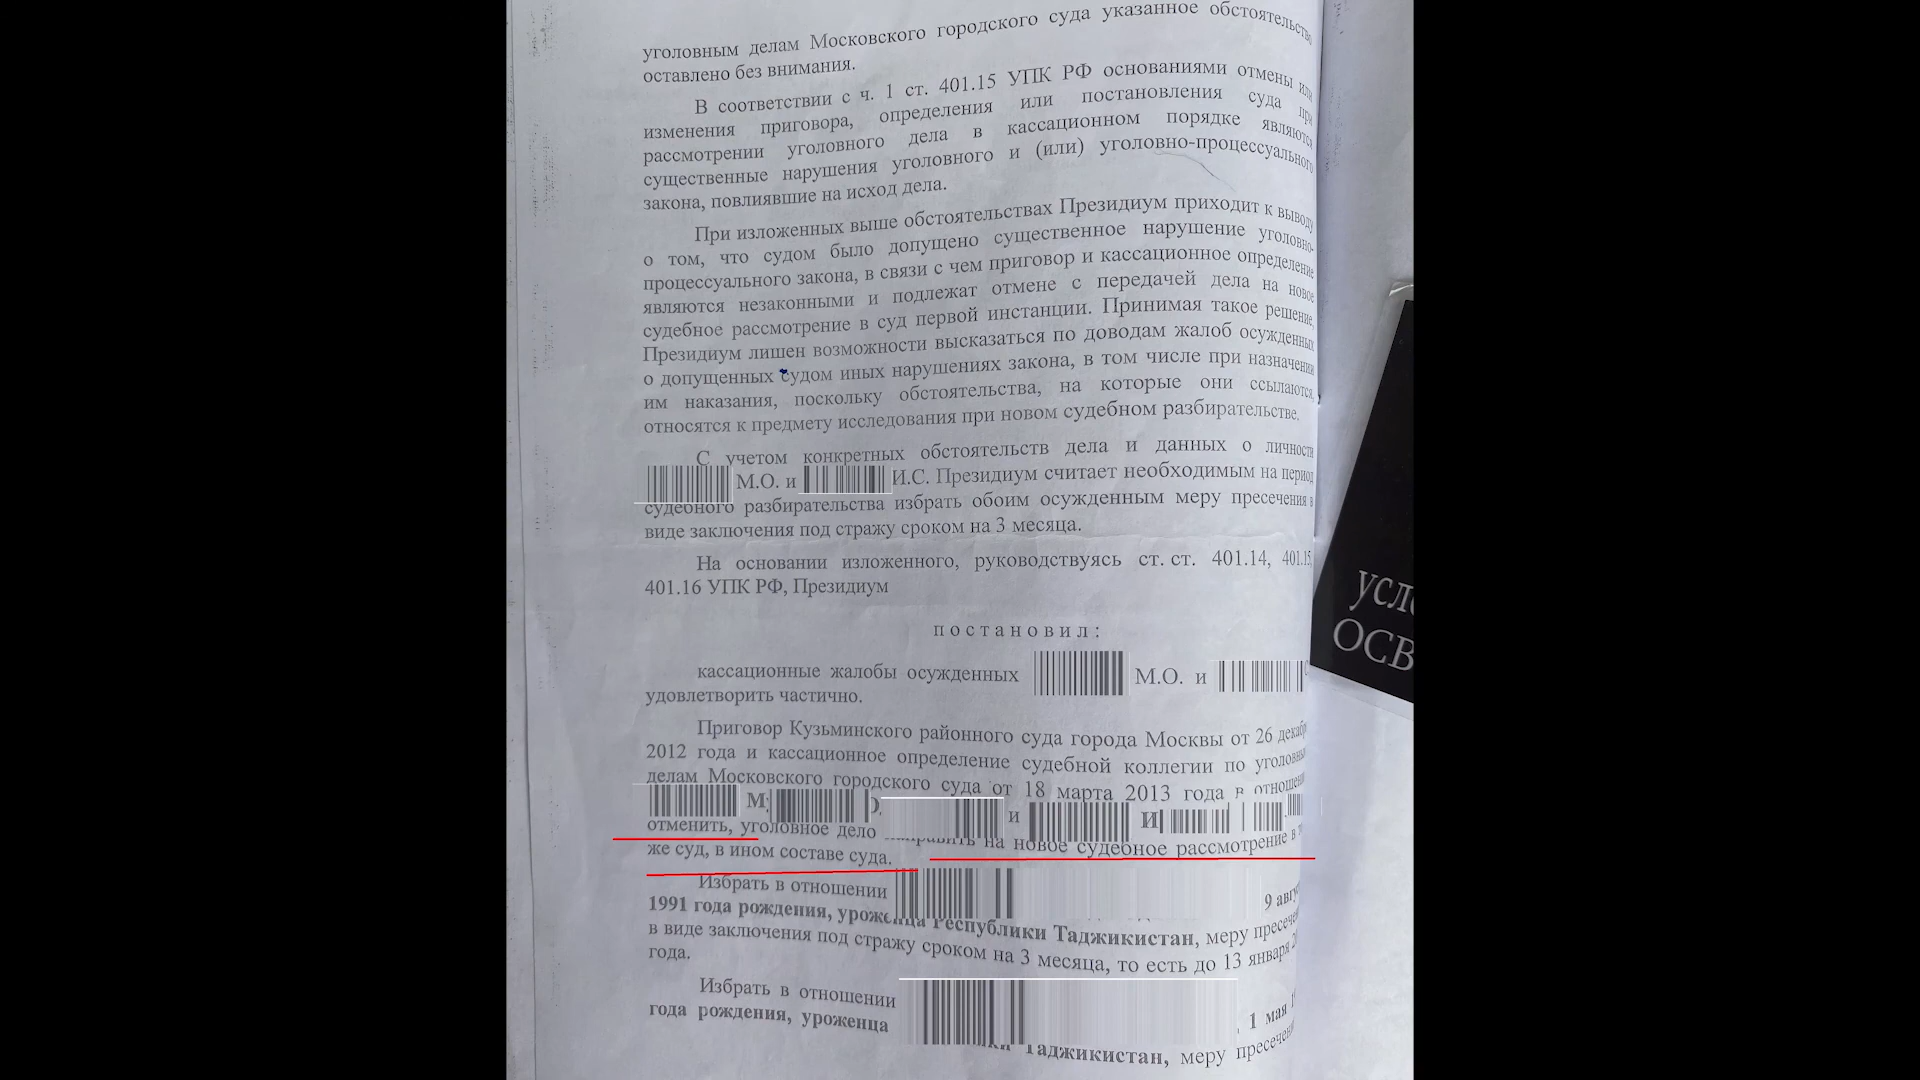 уголовным делам Московского городского суда указанное обстоятельство
оставлено без внимания.
В соответствии с ч. 1 ст. 401.15 УПК РФ основаниями отмены или
изменения приговора, определения или постановления суда при
рассмотрении уголовного дела в кассационном порядке являются
существенные нарушения уголовного и (или) уголовно-процессуального
закона, повлиявшие на исход дела.
При изложенных выше обстоятельствах Президиум приходит к выводу
о том, что судом было допущено существенное нарушение уголовно-
процессуального закона, в связи с чем приговор и кассационное определение
являются незаконными и подлежат отмене с передачей дела на новое
судебное рассмотрение в суд первой инстанции. Принимая такое решение,
Президиум лишен возможности высказаться по доводам жалоб осужденных
о допущенных судом иных нарушениях закона, в том числе при назначении
им наказания, поскольку обстоятельства, на которые они ссылаются,
относятся к предмету исследования при новом судебном разбирательстве.
С учетом конкретных обстоятельств дела и данных о личности
М.О. и И.С. Президиум считает необходимым на период
судебного разбирательства избрать обоим осужденным меру пресечения в
виде заключения под стражу сроком на 3 месяца.
На основании изложенного, руководствуясь ст. ст. 401.14, 401.15,
401.16 УПК РФ, Президиум
постановил:
кассационные жалобы осужденных М.О. и
удовлетворить частично.
Приговор Кузьминского районного суда города Москвы от 26 декабр
2012 года и кассационное определение судебной коллегии по уголовны
делам Московского городского суда от 18 марта 2013 года в отношени
и
отменить, уголовное дело направить на новое судебное рассмотрение в
же суд, в ином составе суда.
Избрать в отношении 9 авгу
1991 года рождения, уроженца Республики Таджикистан, меру пресечен
в виде заключения под стражу сроком на 3 месяца, то есть до 13 января
года.
Избрать в отношении 1 мая
года рождения, уроженца Таджикистан, меру пресечен
усло
ОСВ